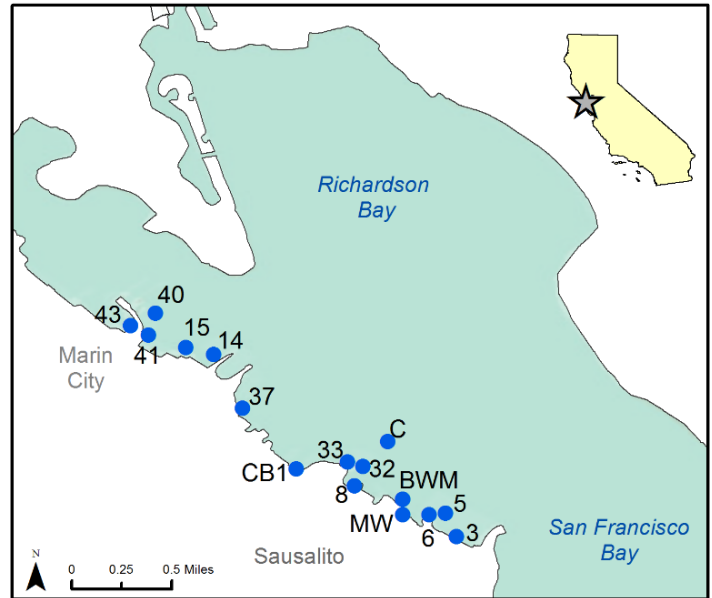 Richardson
Bay
40
43
15
14
41
Marin
City
37
C
33
32
CB1
8
BWM
MW
5
6
3
San Francisco
Bay
Sausalito
N
0 0.25 0.5 Miles